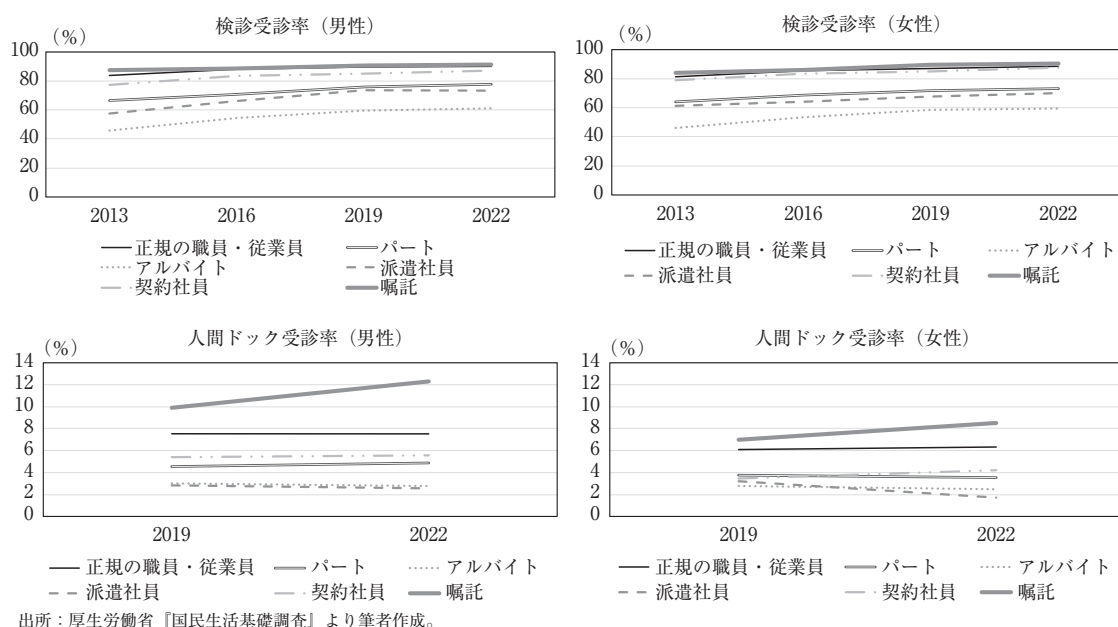 検診受診率（男性）
（%）
100
80
60
40
20
0
2013 2016 2019 2022
正規の職員・従業員 パート
アルバイト 派遣社員
契約社員 嘱託
検診受診率（女性）
（%）
100
80
60
40
20
0
2013 2016 2019 2022
正規の職員・従業員 パート アルバイト
派遣社員 契約社員 嘱託
人間ドック受診率（男性）
（%）
14
12
10
8
6
4
2
0
2019 2022
正規の職員・従業員 パート アルバイト
派遣社員 契約社員 嘱託
人間ドック受診率（女性）
（%）
14
12
10
8
6
4
2
0
2019 2022
正規の職員・従業員 パート アルバイト
派遣社員 契約社員 嘱託
出所：厚生労働省『国民生活基礎調査』より筆者作成。